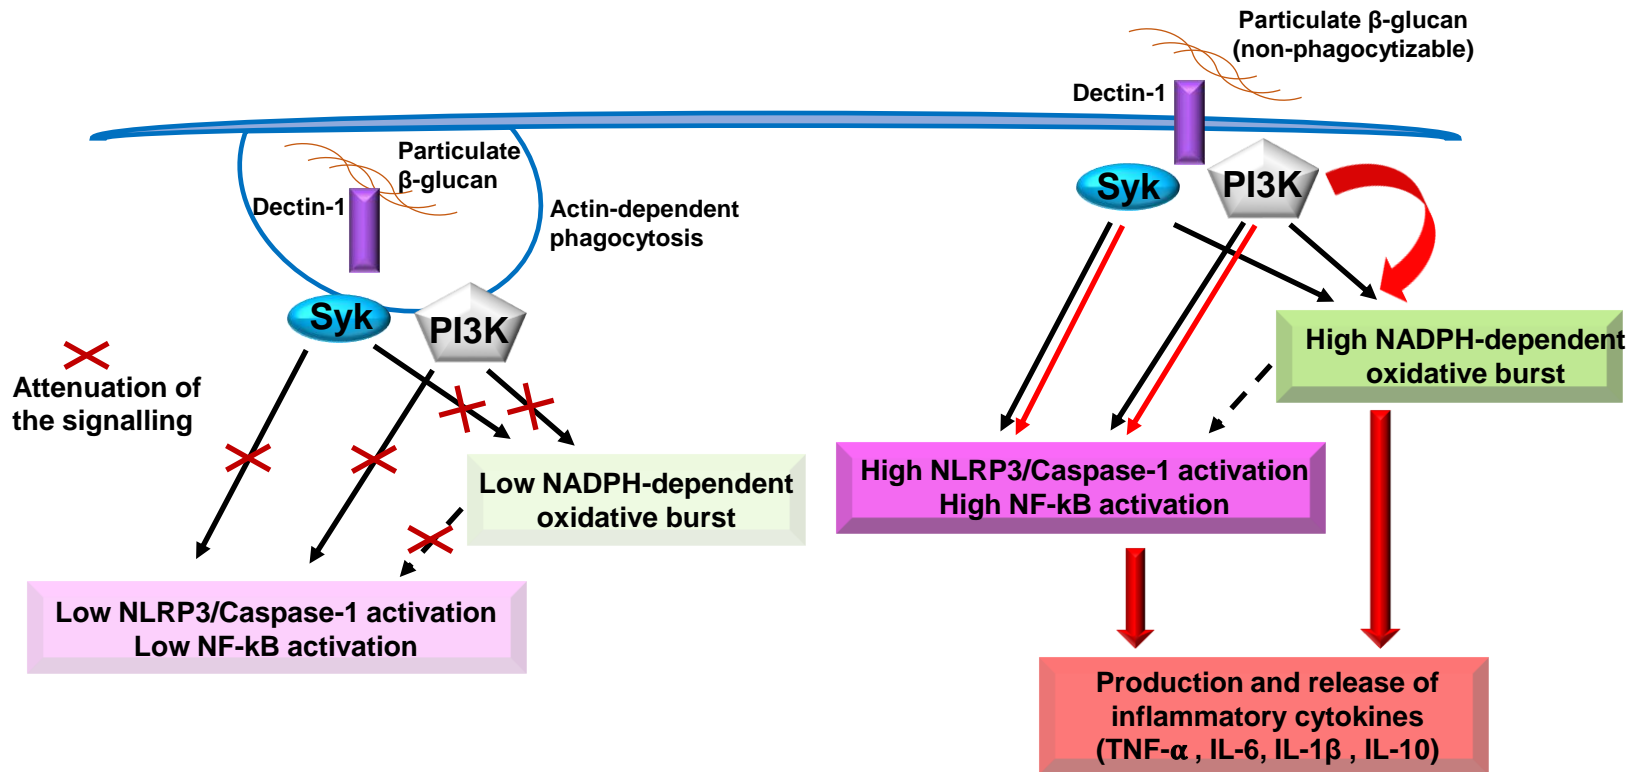 Particulate β-glucan
(non-phagocytizable)
Dectin-1
Syk
PI3K
High NADPH-dependent
oxidative burst
High NLRP3/Caspase-1 activation
High NF-kB activation
Production and release of
inflammatory cytokines
(TNF-α , IL-6, IL-1β , IL-10)
Particulate
β-glucan
Dectin-1
Actin-dependent
phagocytosis
Syk
PI3K
Attenuation of
the signalling
Low NADPH-dependent
oxidative burst
Low NLRP3/Caspase-1 activation
Low NF-kB activation